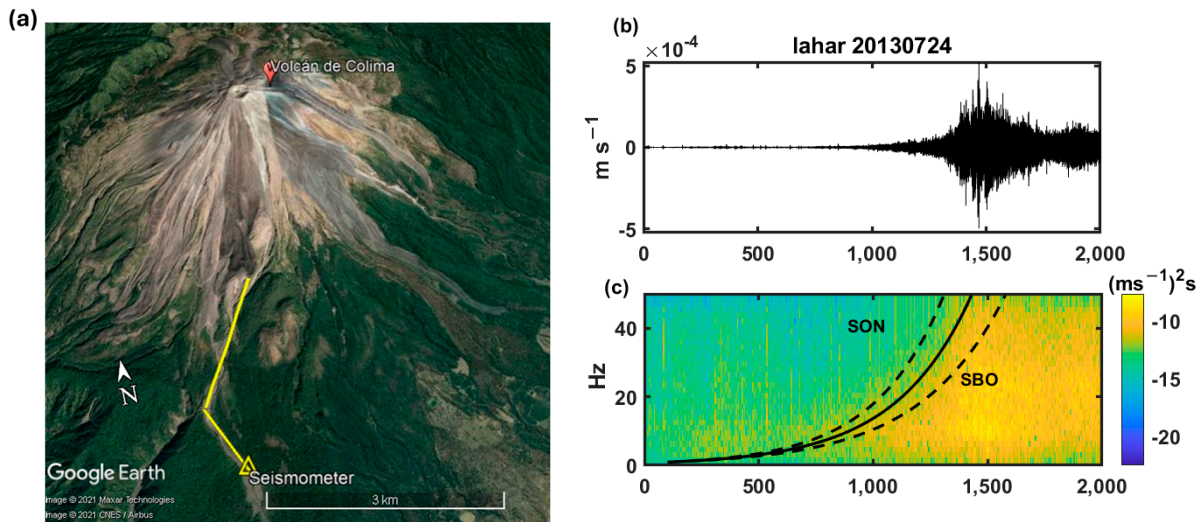 (a)
Volcán de Colima
N
Google Earth
Seismometer
3 km
Image © 2021 Maxar Technologies
Image © 2021 CNES / Airbus
(b)
×10⁻⁴
lahar 20130724
5
0
-5
m s⁻¹
0 500 1,000 1,500 2,000
(c)
(ms⁻¹)²s
40
20
0
Hz
SON
SBO
-10
-15
-20
0 500 1,000 1,500 2,000